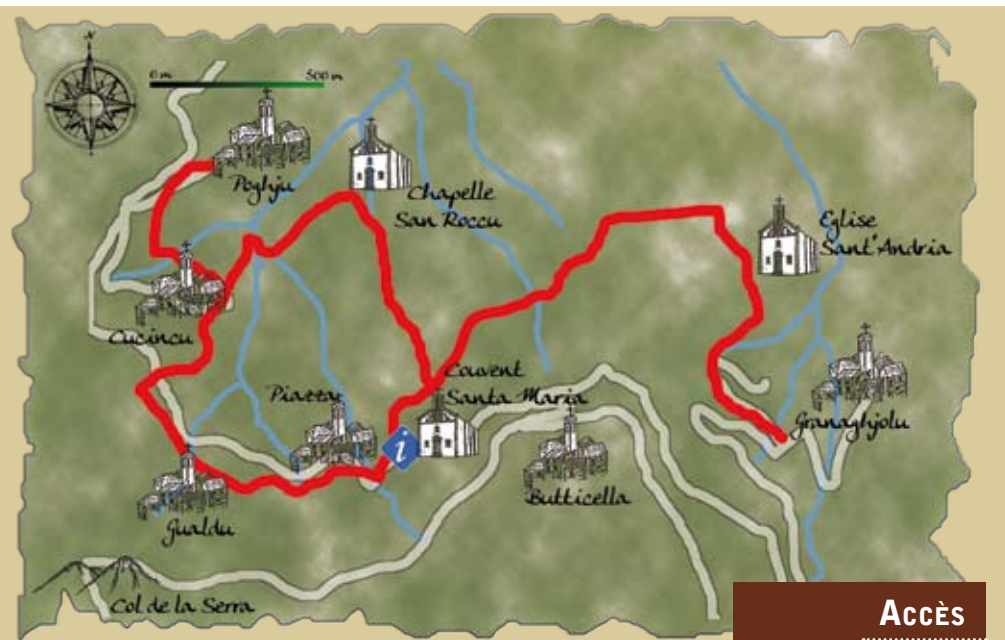 N
0 m 500 m
Poghju
Chapelle
San Roccu
Eglise
Sant'Andria
Cucincu
Couvent
Santa Maria
Piazza
i
Granaghjolu
Butticella
Gualdu
Col de la Serra
ACCÈS